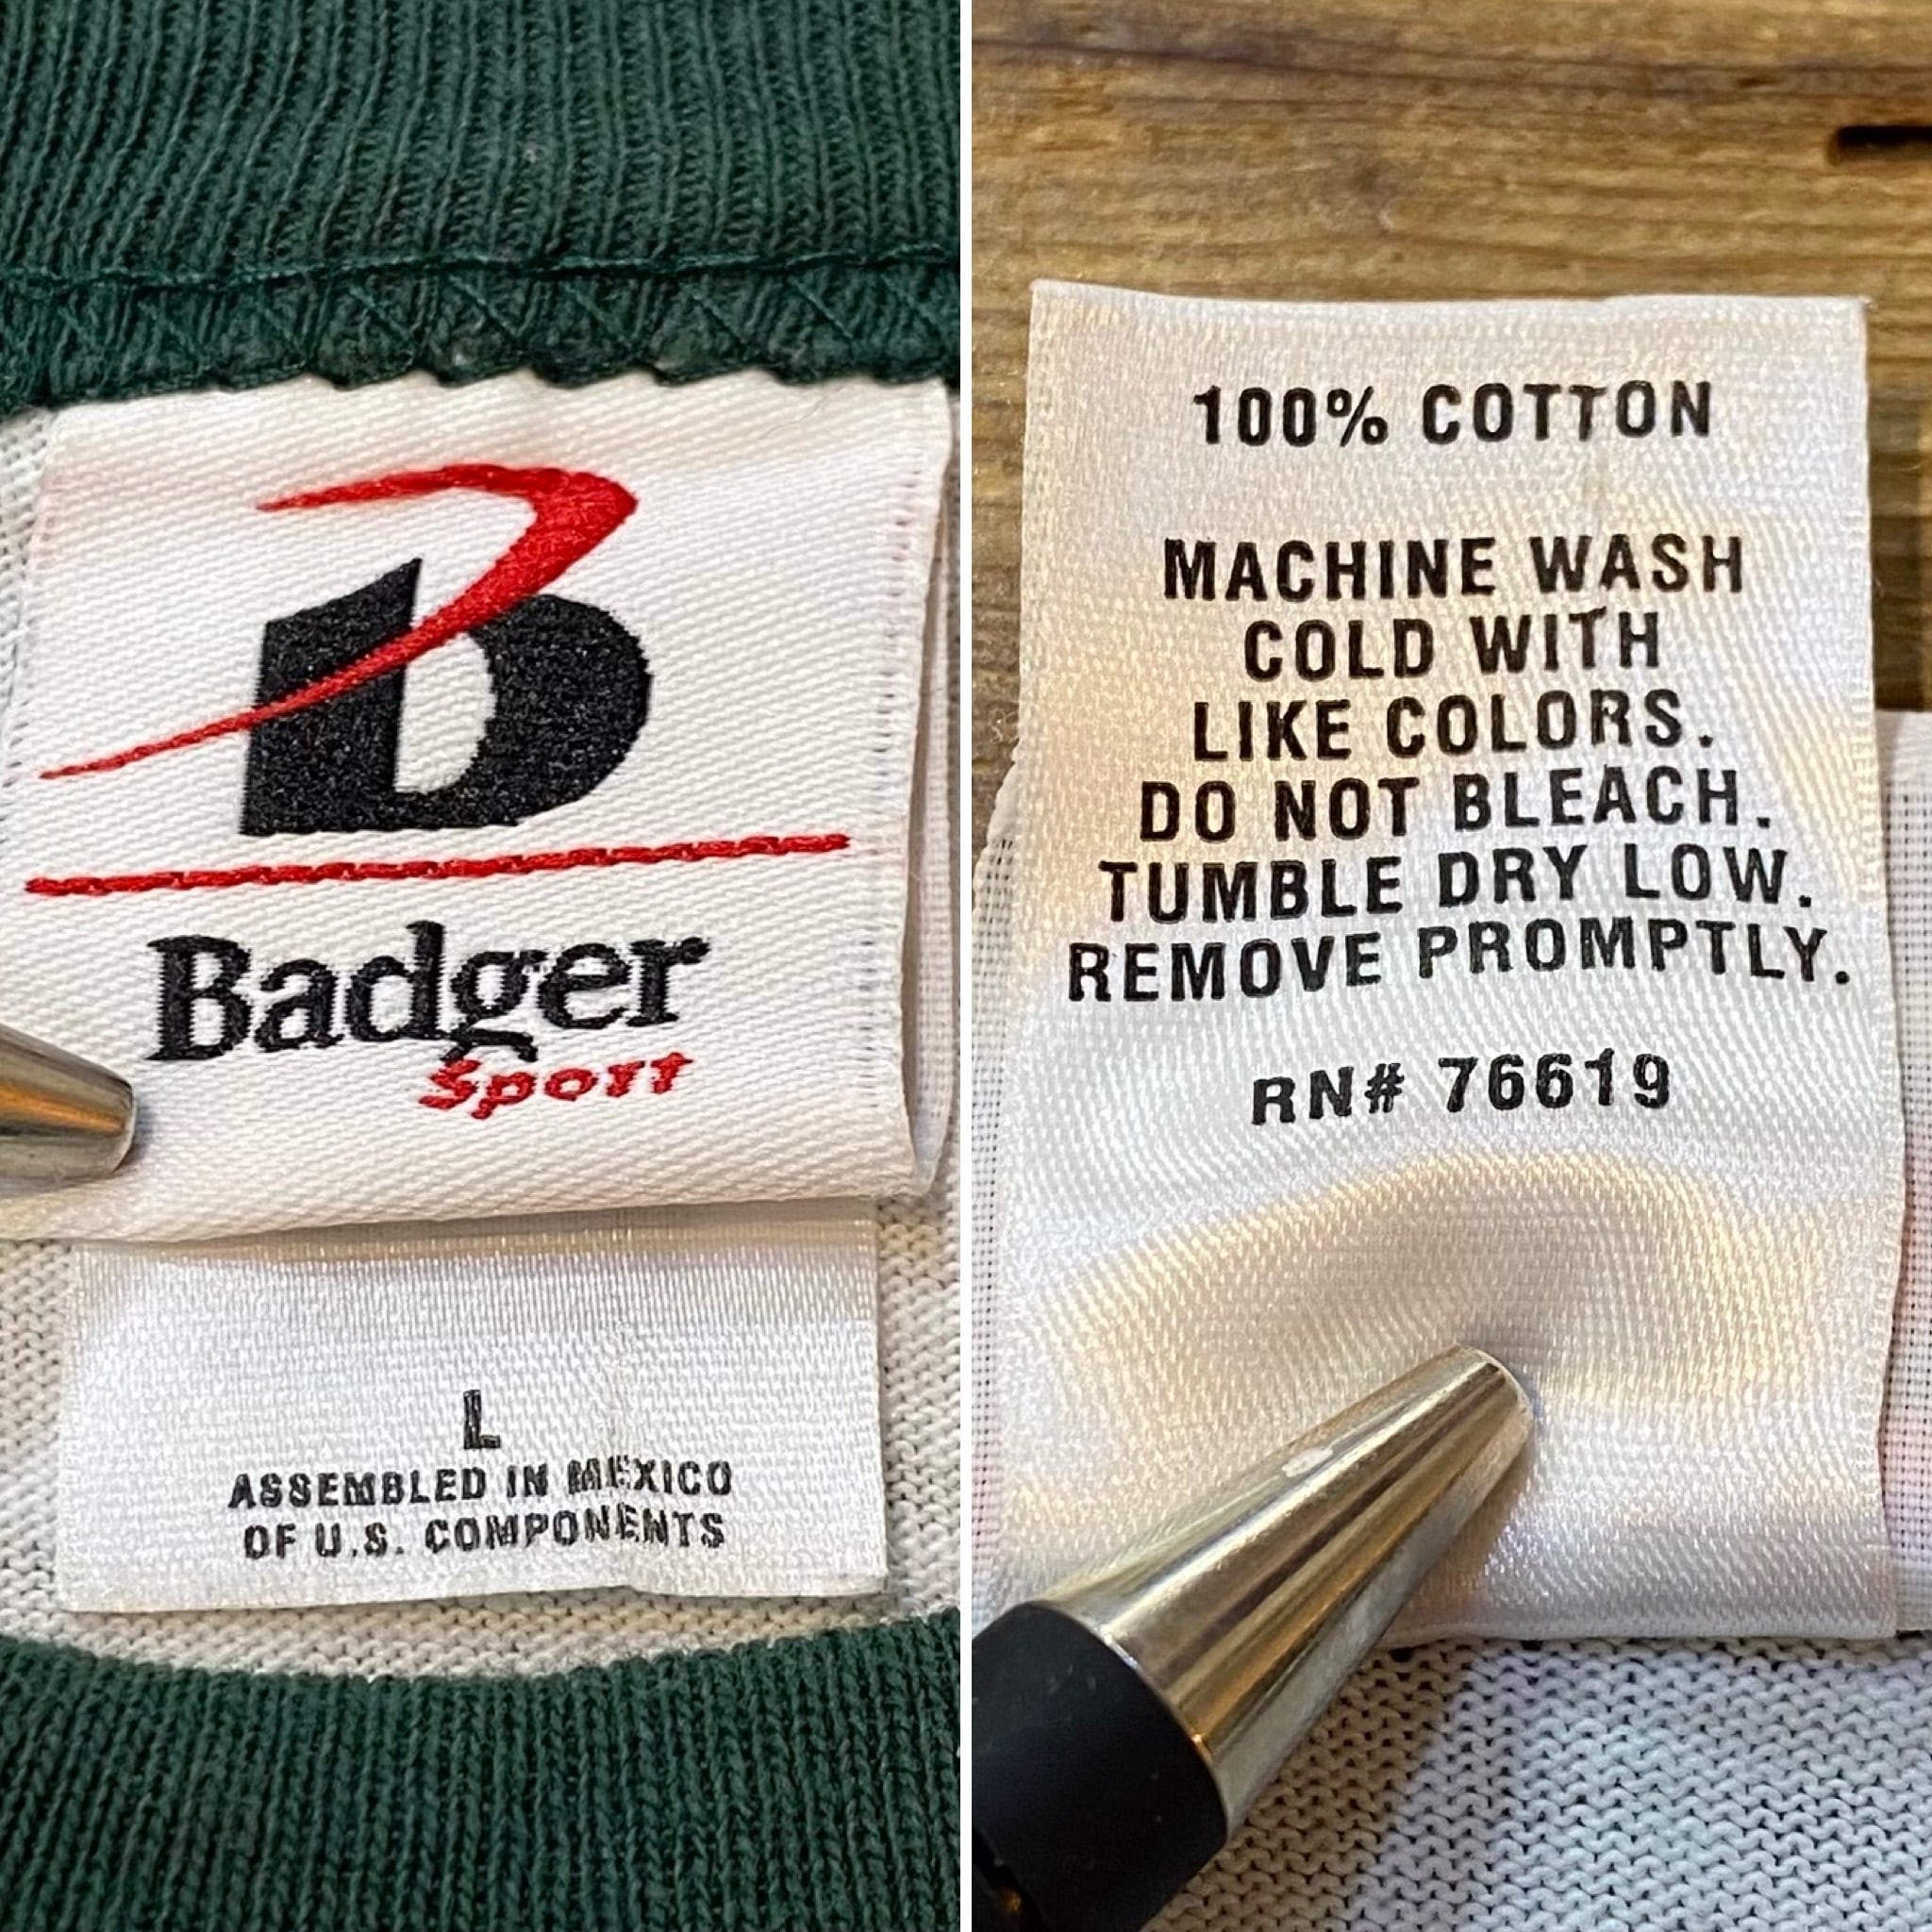 b
Badger
Sport
L
ASSEMBLED IN MEXICO
OF U.S. COMPONENTS
100% COTTON
MACHINE WASH
COLD WITH
LIKE COLORS.
DO NOT BLEACH.
TUMBLE DRY LOW.
REMOVE PROMPTLY.
RN# 76619